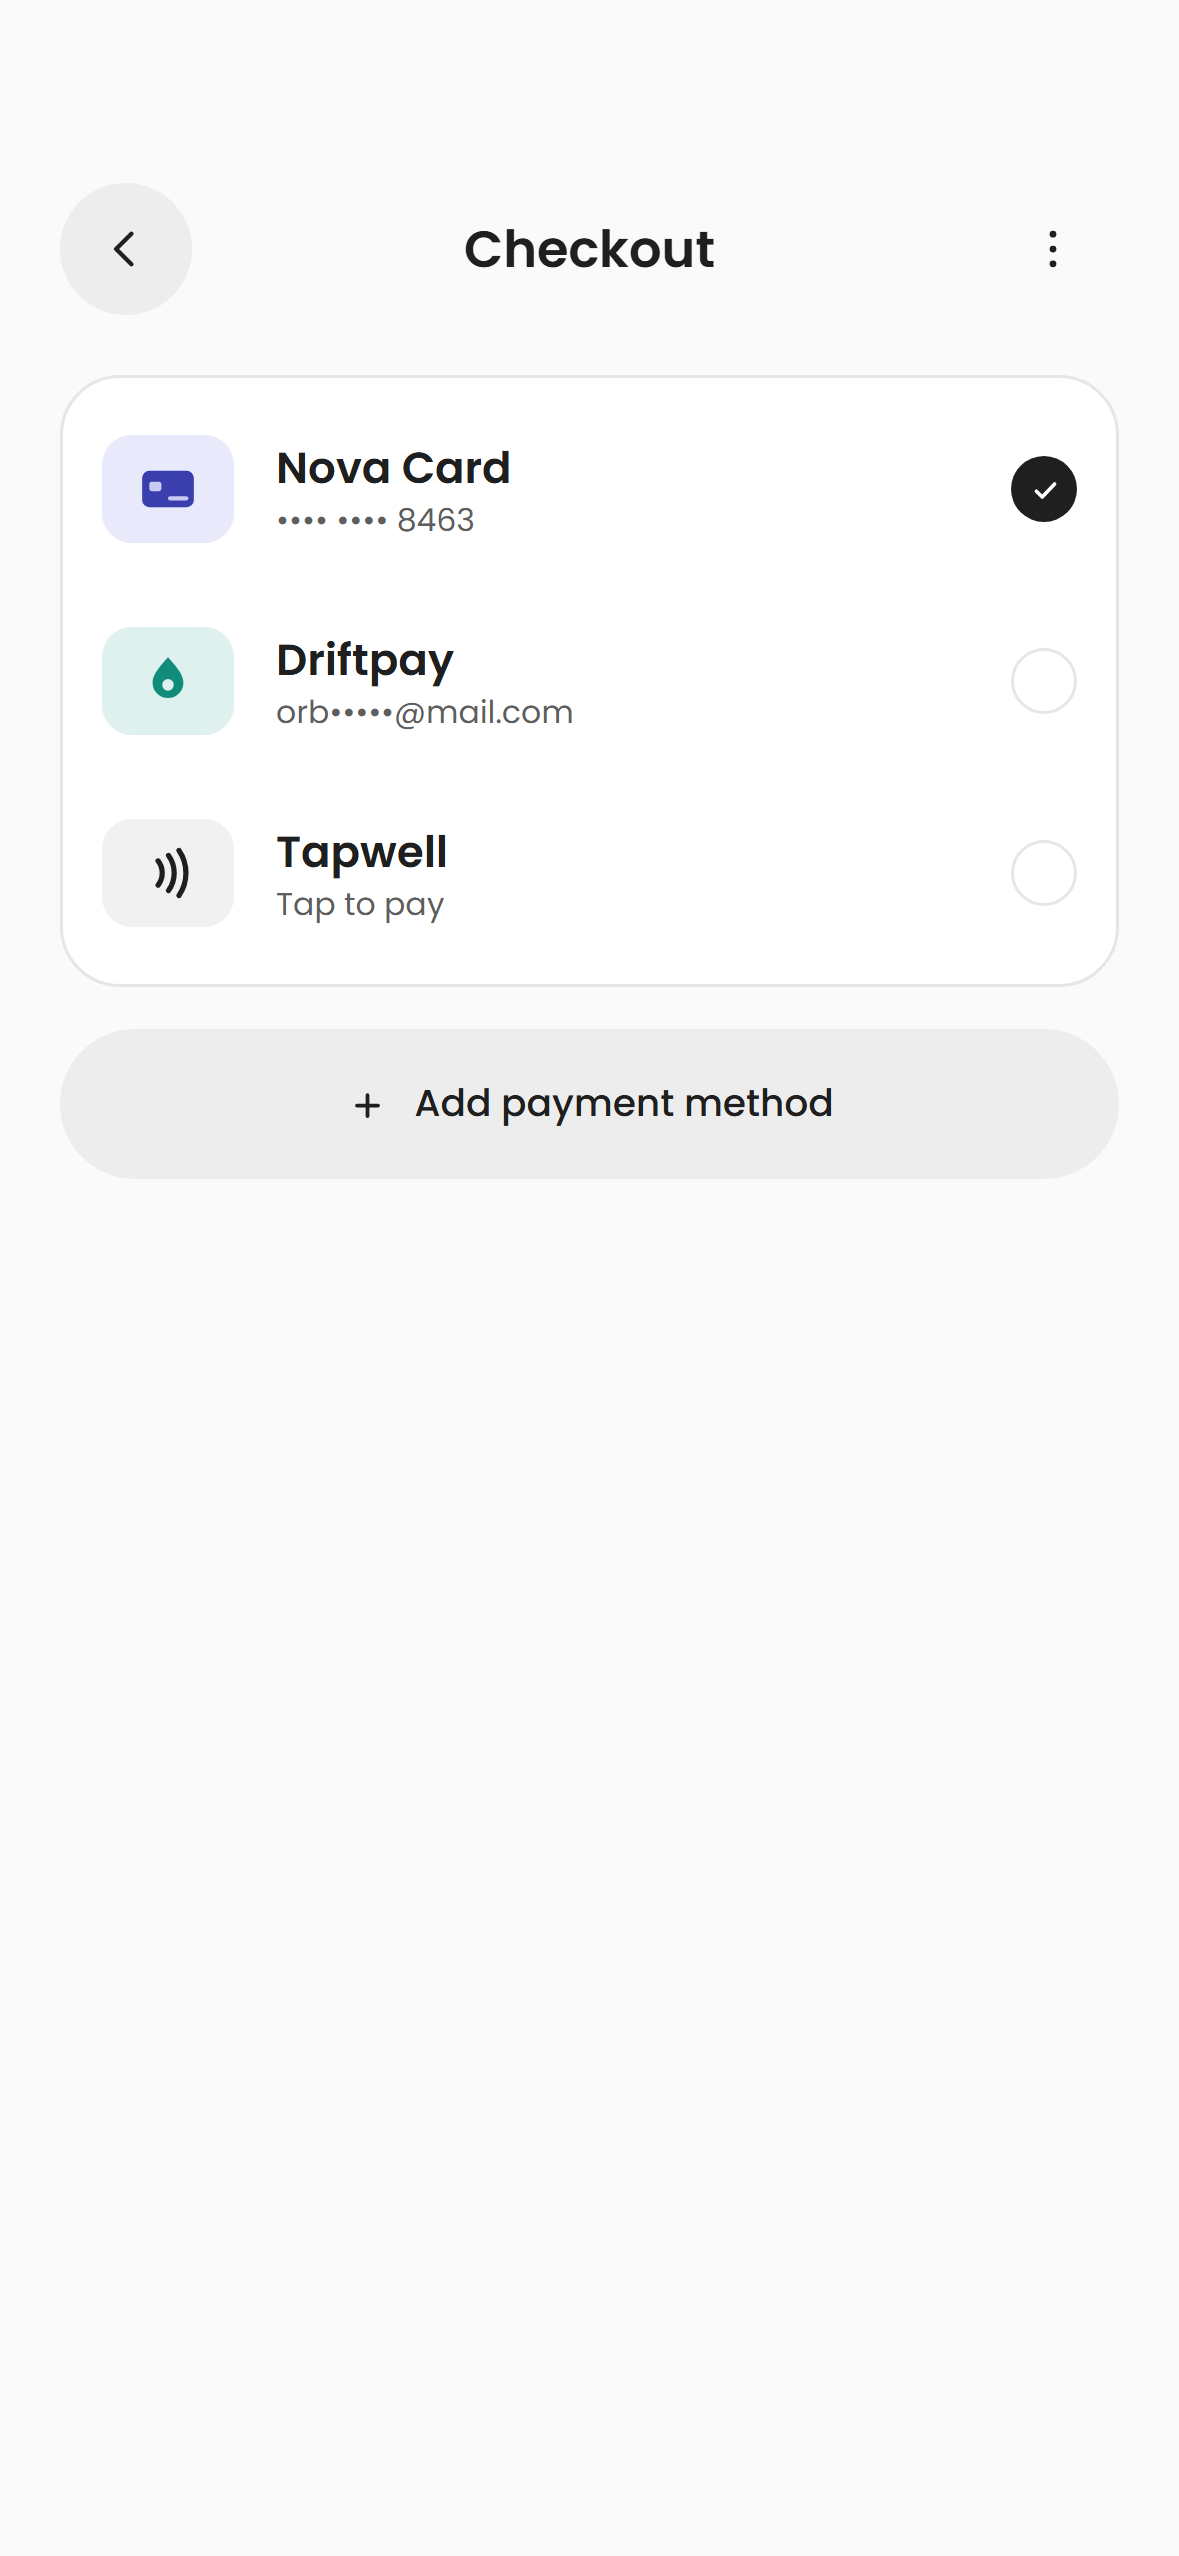 Checkout
Nova Card
•••• •••• 8463
Driftpay
orb•••••@mail.com
Tapwell
Tap to pay
Add payment method